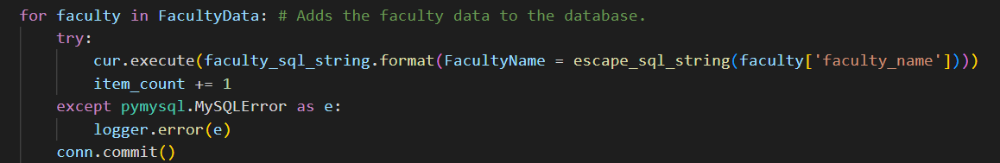 for faculty in FacultyData: # Adds the faculty data to the database.
    try:
        cur.execute(faculty_sql_string.format(FacultyName = escape_sql_string(faculty['faculty_name'])))
        item_count += 1
    except pymysql.MySQLError as e:
        logger.error(e)
    conn.commit()